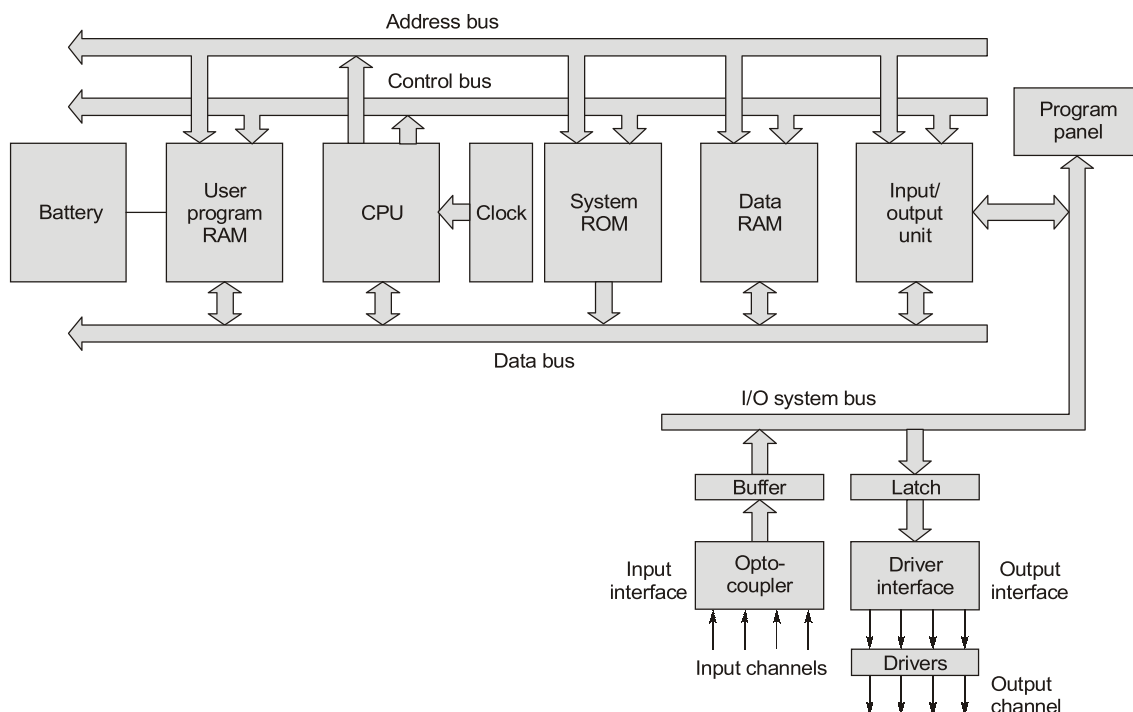 Address bus
Control bus
Program
panel
Battery
User
program
RAM
CPU
Clock
System
ROM
Data
RAM
Input/
output
unit
Data bus
I/O system bus
Buffer
Latch
Input
interface
Opto-
coupler
Driver
interface
Output
interface
Input channels
Drivers
Output
channel